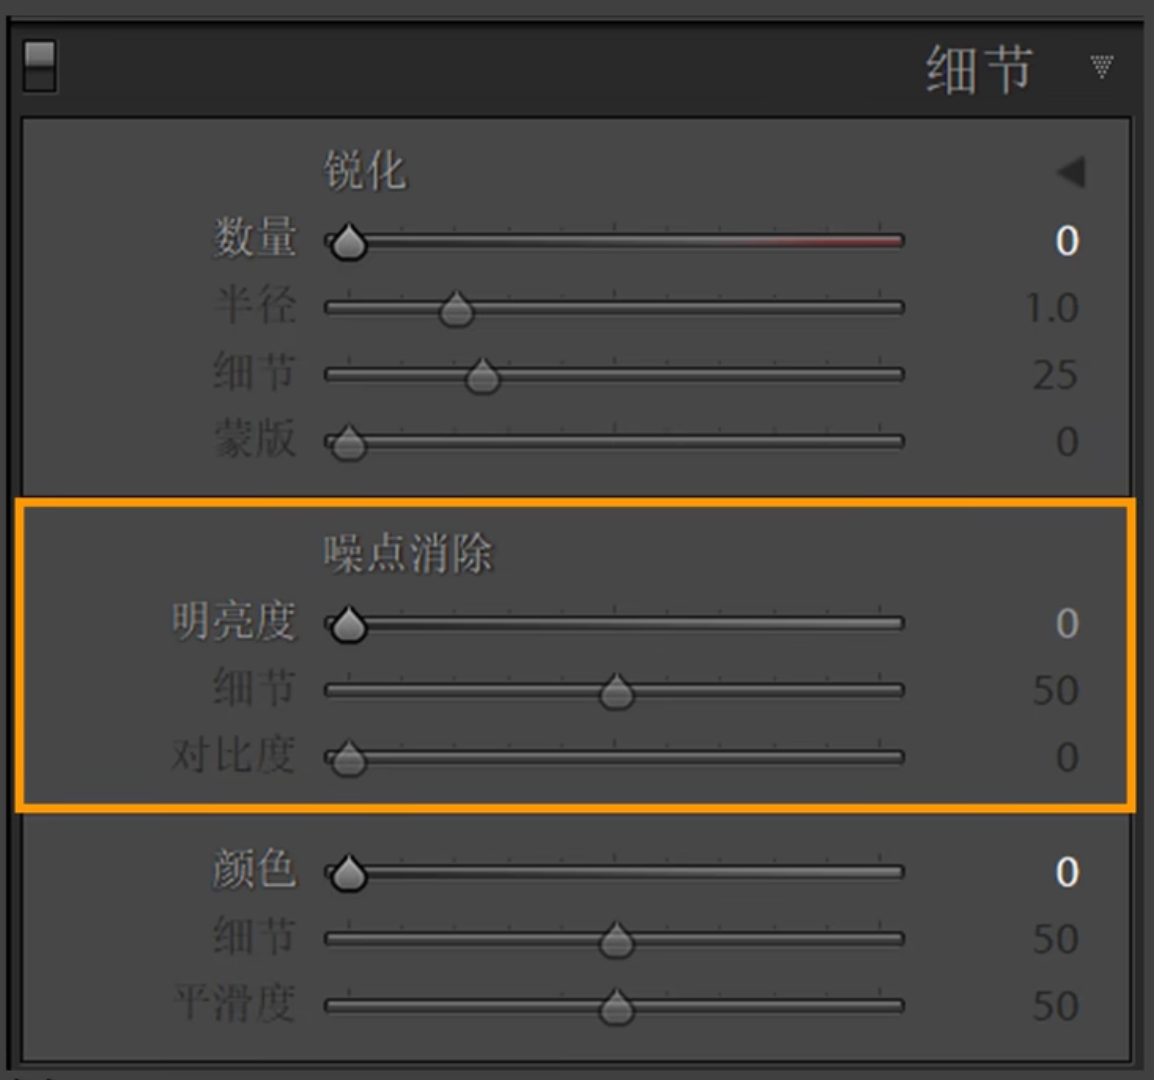 细节
锐化
数量 0
半径 1.0
细节 25
蒙版 0
噪点消除
明亮度 0
细节 50
对比度 0
颜色 0
细节 50
平滑度 50